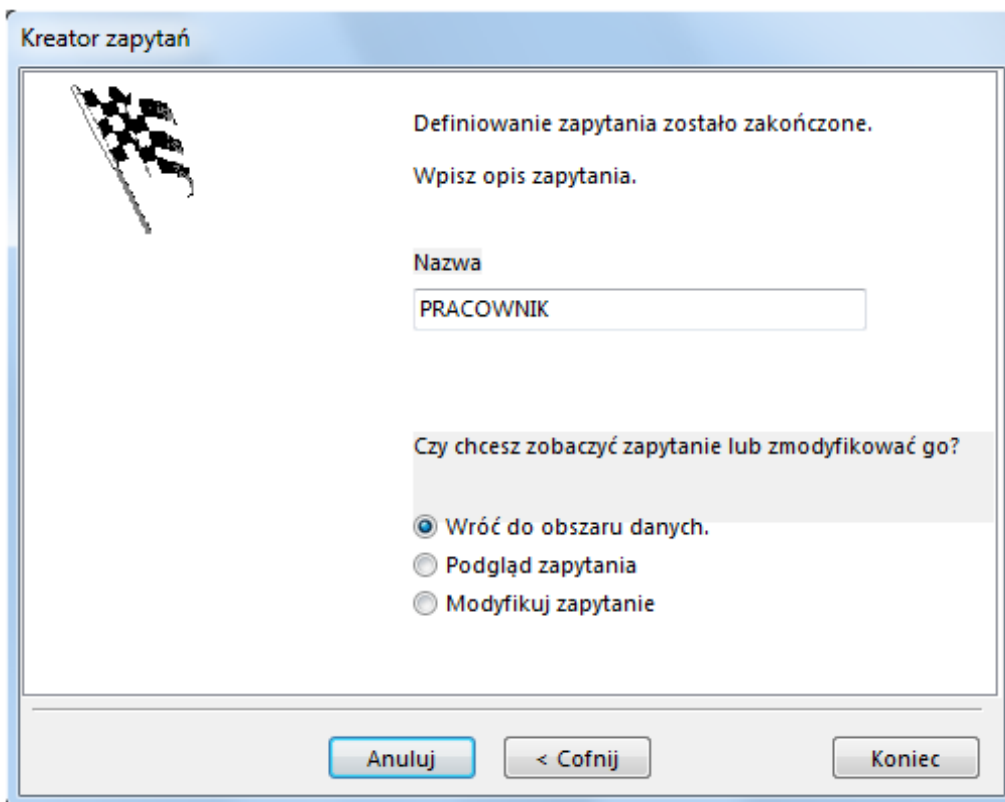 Kreator zapytań
Definiowanie zapytania zostało zakończone.
Wpisz opis zapytania.
Nazwa
PRACOWNIK
Czy chcesz zobaczyć zapytanie lub zmodyfikować go?
Wróć do obszaru danych.
Podgląd zapytania
Modyfikuj zapytanie
Anuluj
< Cofnij
Koniec